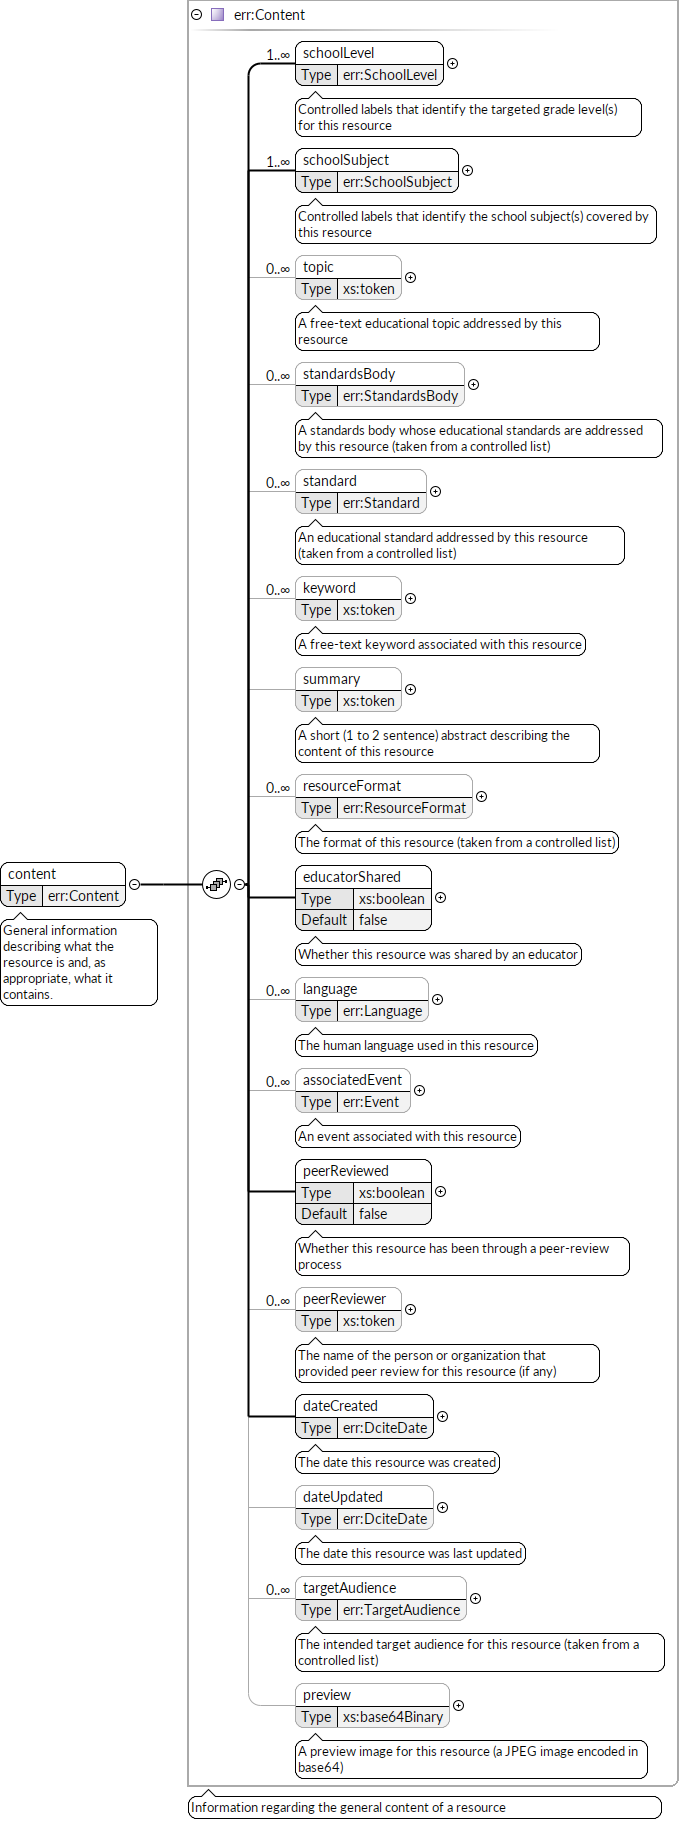 err:Content
1..∞
schoolLevel
Type err:SchoolLevel
Controlled labels that identify the targeted grade level(s)
for this resource
1..∞
schoolSubject
Type err:SchoolSubject
Controlled labels that identify the school subject(s) covered by
this resource
0..∞
topic
Type xs:token
A free-text educational topic addressed by this
resource
0..∞
standardsBody
Type err:StandardsBody
A standards body whose educational standards are addressed
by this resource (taken from a controlled list)
0..∞
standard
Type err:Standard
An educational standard addressed by this resource
(taken from a controlled list)
0..∞
keyword
Type xs:token
A free-text keyword associated with this resource
summary
Type xs:token
A short (1 to 2 sentence) abstract describing the
content of this resource
0..∞
resourceFormat
Type err:ResourceFormat
The format of this resource (taken from a controlled list)
content
Type err:Content
General information
describing what the
resource is and, as
appropriate, what it
contains.
educatorShared
Type xs:boolean
Default false
Whether this resource was shared by an educator
0..∞
language
Type err:Language
The human language used in this resource
0..∞
associatedEvent
Type err:Event
An event associated with this resource
peerReviewed
Type xs:boolean
Default false
Whether this resource has been through a peer-review
process
0..∞
peerReviewer
Type xs:token
The name of the person or organization that
provided peer review for this resource (if any)
dateCreated
Type err:DciteDate
The date this resource was created
dateUpdated
Type err:DciteDate
The date this resource was last updated
0..∞
targetAudience
Type err:TargetAudience
The intended target audience for this resource (taken from a
controlled list)
preview
Type xs:base64Binary
A preview image for this resource (a JPEG image encoded in
base64)
Information regarding the general content of a resource